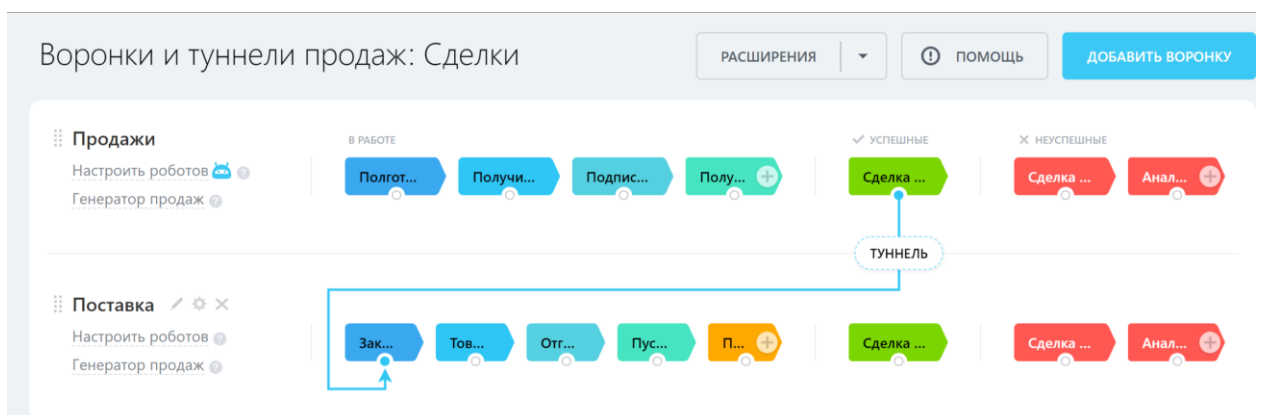 Воронки и туннели продаж: Сделки
РАСШИРЕНИЯ
ПОМОЩЬ
ДОБАВИТЬ ВОРОНКУ
Продажи
Настроить роботов
Генератор продаж
В РАБОТЕ
УСПЕШНЫЕ
НЕУСПЕШНЫЕ
Полгот... Получи... Подпис... Полу... Сделка ... Сделка ... Анал...
ТУННЕЛЬ
Поставка
Настроить роботов
Генератор продаж
Зак... Тов... Отг... Пус... П... Сделка ... Сделка ... Анал...